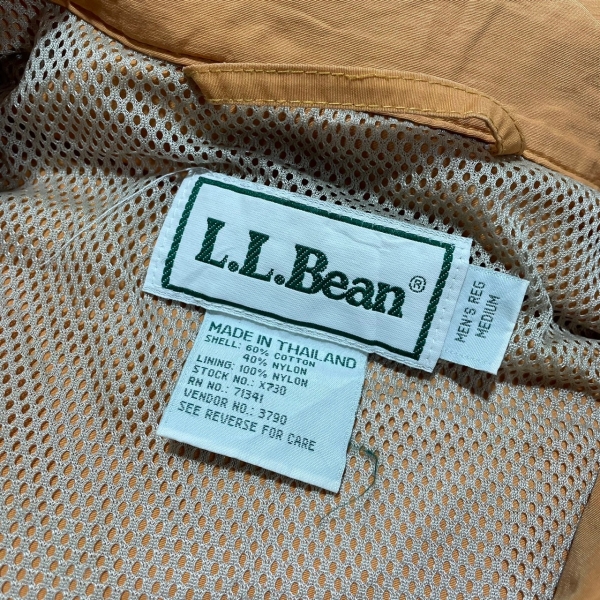 L.L.Bean®
MEN'S REG
MEDIUM
MADE IN THAILAND
SHELL: 60% COTTON
40% NYLON
LINING: 100% NYLON
STOCK NO.: X730
RN NO.: 71341
VENDOR NO.: 3790
SEE REVERSE FOR CARE